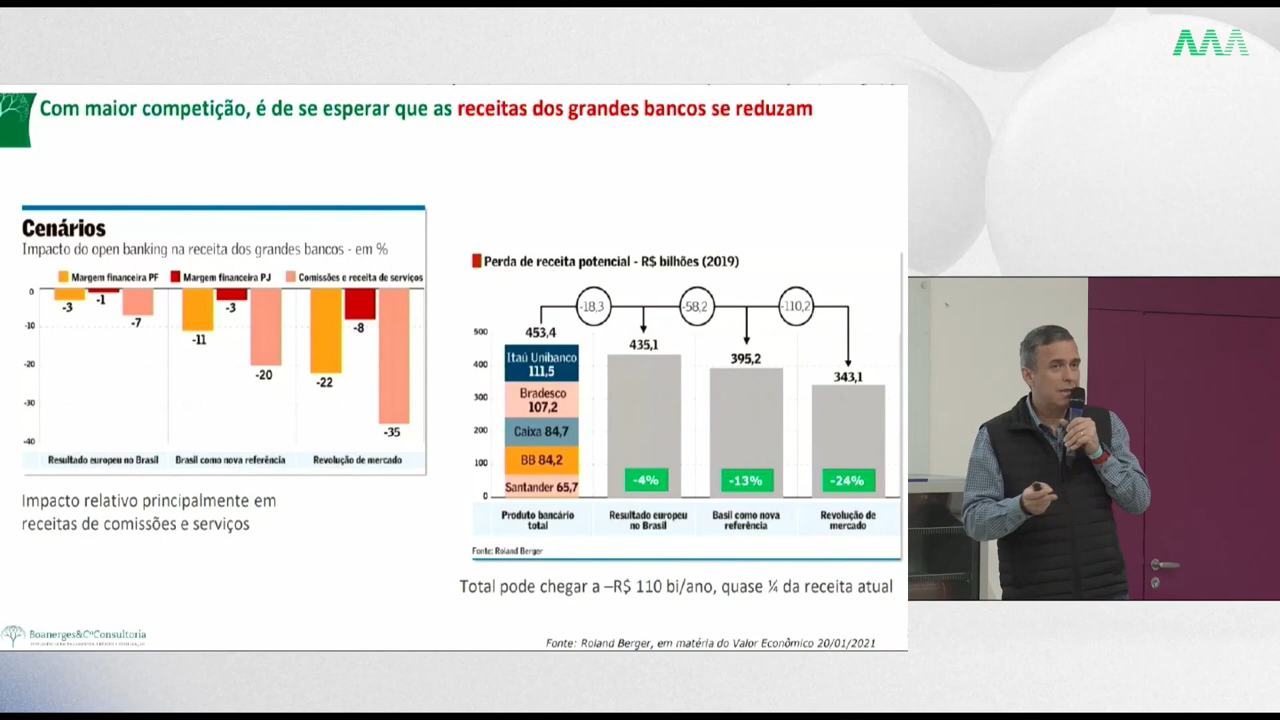 Com maior competição, é de se esperar que as receitas dos grandes bancos se reduzam
Cenários
Impacto do open banking na receita dos grandes bancos - em %
Margem financeira PF
Margem financeira PJ
Comissões e receita de serviços
0
-10
-20
-30
-40
-3
-1
-7
-11
-3
-20
-22
-8
-35
Resultado europeu no Brasil
Brasil como nova referência
Revolução de mercado
Impacto relativo principalmente em
receitas de comissões e serviços
Perda de receita potencial - R$ bilhões (2019)
-18,3
-58,2
-110,2
500
400
300
200
100
0
453,4
435,1
395,2
343,1
Itaú Unibanco
111,5
Bradesco
107,2
Caixa 84,7
BB 84,2
Santander 65,7
-4%
-13%
-24%
Produto bancário
total
Resultado europeu
no Brasil
Basil como nova
referência
Revolução de
mercado
Fonte: Roland Berger
Total pode chegar a –R$ 110 bi/ano, quase ¼ da receita atual
Boanerges&Cº Consultoria
Fonte: Roland Berger, em matéria do Valor Econômico 20/01/2021